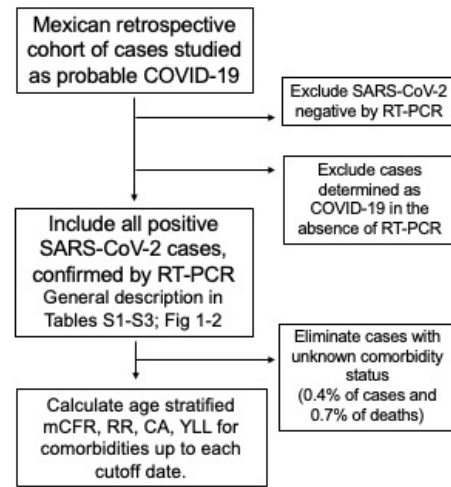 Mexican retrospective
cohort of cases studied
as probable COVID-19
Exclude SARS-CoV-2
negative by RT-PCR
Exclude cases
determined as
COVID-19 in the
absence of RT-PCR
Include all positive
SARS-CoV-2 cases,
confirmed by RT-PCR
General description in
Tables S1-S3; Fig 1-2
Eliminate cases with
unknown comorbidity
status
(0.4% of cases and
0.7% of deaths)
Calculate age stratified
mCFR, RR, CA, YLL for
comorbidities up to each
cutoff date.